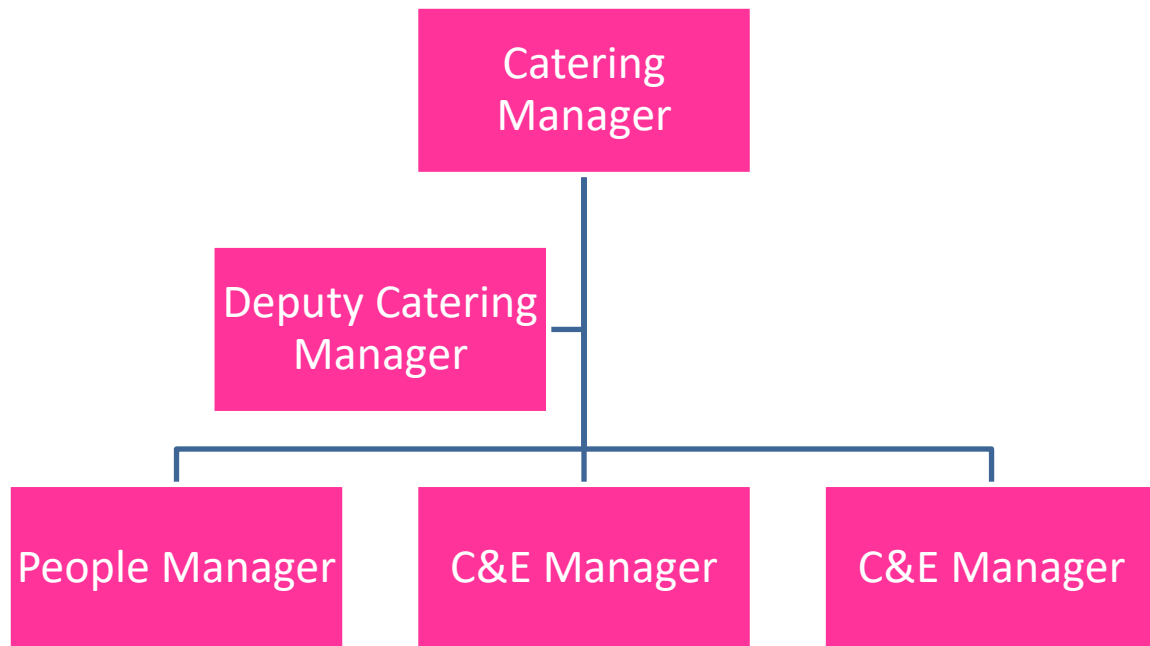 Catering
Manager
Deputy Catering
Manager
People Manager
C&E Manager
C&E Manager